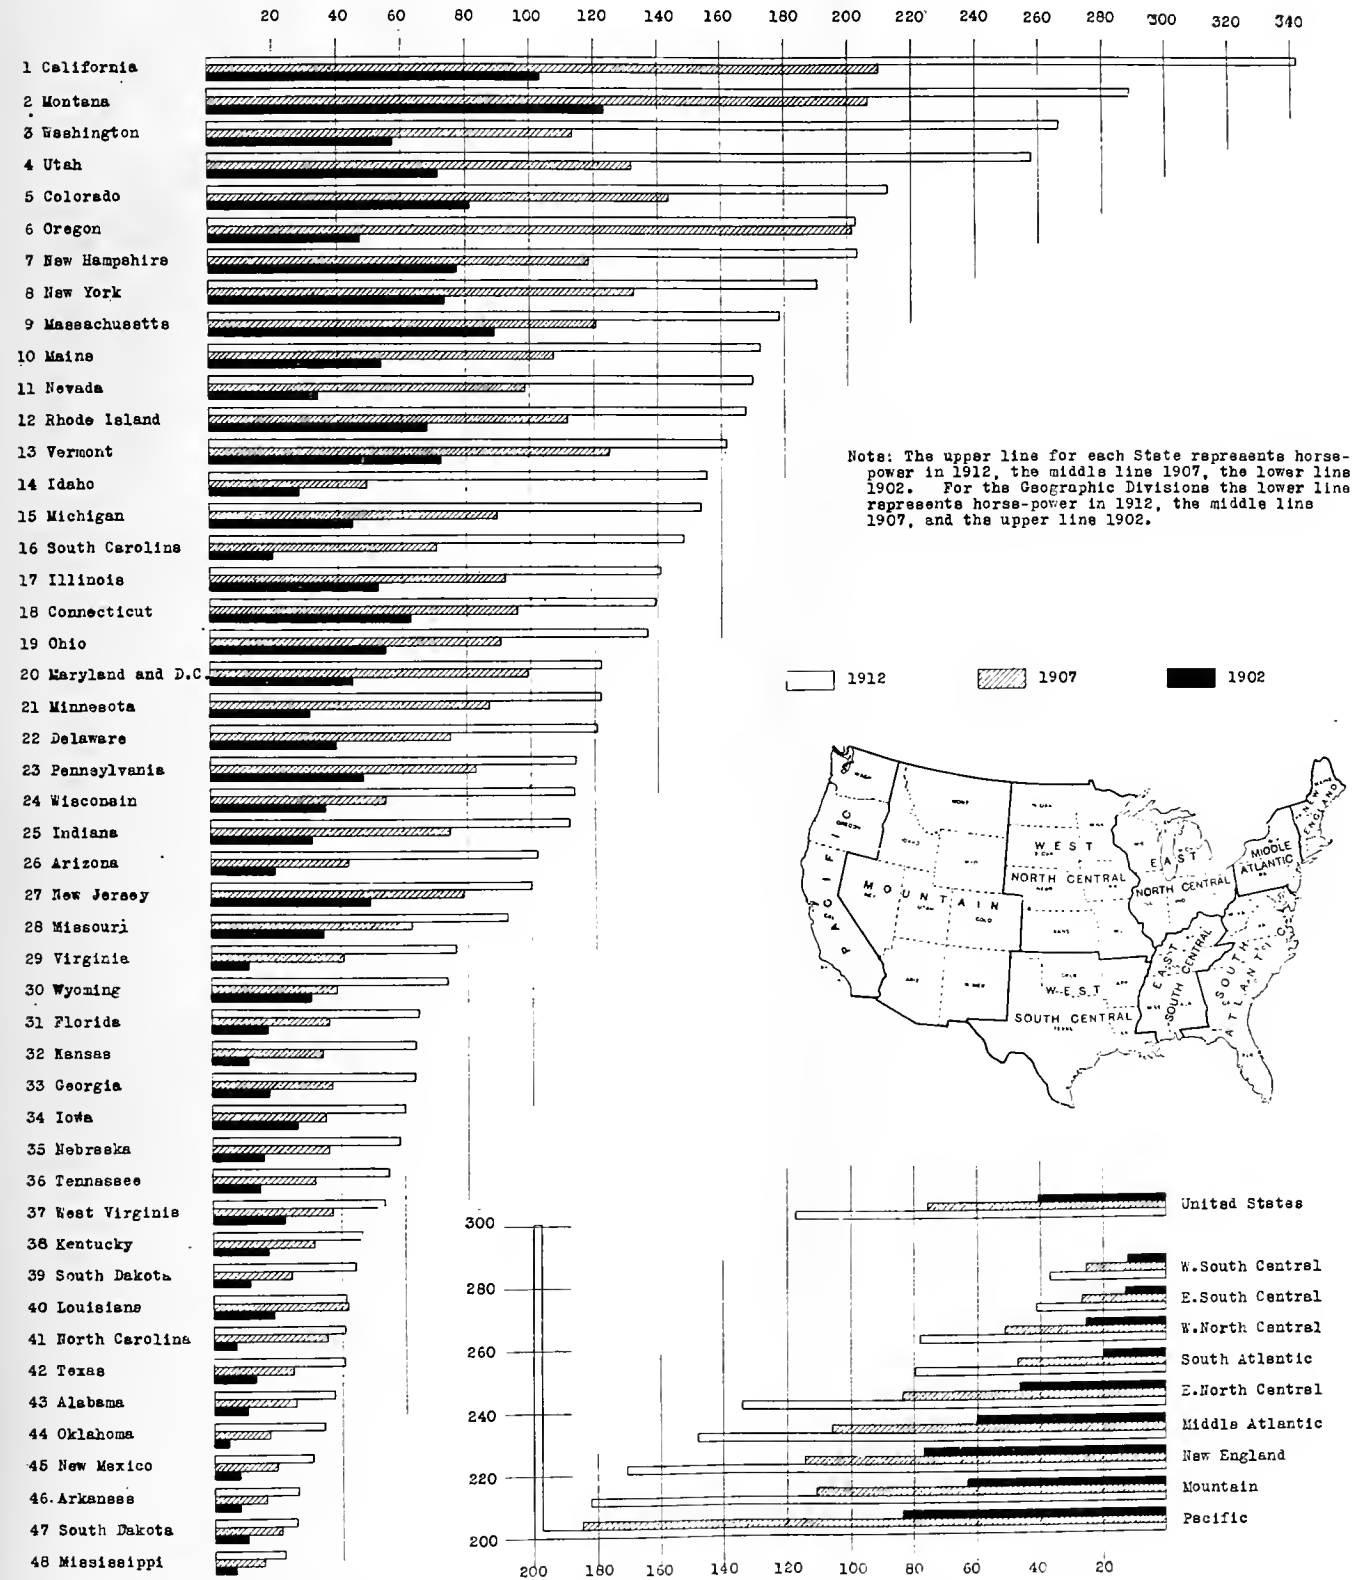 20 40 60 80 100 120 140 160 180 200 220 240 260 280 300 320 340
1 California
2 Montana
3 Washington
4 Utah
5 Colorado
6 Oregon
7 New Hampshire
8 New York
9 Massachusetts
10 Maine
11 Nevada
12 Rhode Island
13 Vermont
14 Idaho
15 Michigan
16 South Carolina
17 Illinois
18 Connecticut
19 Ohio
20 Maryland and D.C.
21 Minnesota
22 Delaware
23 Pennsylvania
24 Wisconsin
25 Indiana
26 Arizona
27 New Jersey
28 Missouri
29 Virginia
30 Wyoming
31 Florida
32 Kansas
33 Georgia
34 Iowa
35 Nebraska
36 Tennassee
37 West Virginia
38 Kentucky
39 South Dakota
40 Louisiana
41 North Carolina
42 Texas
43 Alabama
44 Oklahoma
45 New Mexico
46. Arkansas
47 South Dakota
48 Mississippi
Note: The upper line for each State represents horse-
power in 1912, the middle line 1907, the lower line
1902. For the Geographic Divisions the lower line
represents horse-power in 1912, the middle line
1907, and the upper line 1902.
1912 1907 1902
WASH
OREGON
MONT
UTAH
COLO
ARIZ
N MEX
KANS
TEXAS
PACIFIC
MOUNTAIN
WEST
NORTH CENTRAL
EAST
NORTH CENTRAL
MIDDLE
ATLANTIC
NEW
ENGLAND
WEST
SOUTH CENTRAL
EAST
SOUTH CENTRAL
SOUTH
ATLANTIC
United States
W.South Central
E.South Central
W.North Central
South Atlantic
E.North Central
Middle Atlantic
New England
Mountain
Pacific
300
280
260
240
220
200
200 180 160 140 120 100 80 60 40 20